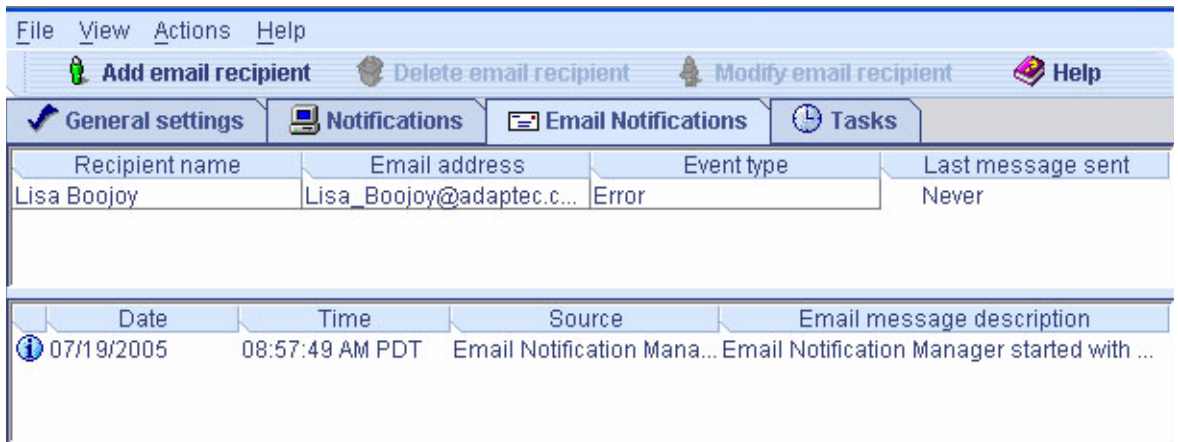 File View Actions Help
Add email recipient Delete email recipient Modify email recipient Help
General settings Notifications Email Notifications Tasks
Recipient name Email address Event type Last message sent
Lisa Boojoy Lisa_Boojoy@adaptec.c... Error Never
Date Time Source Email message description
07/19/2005 08:57:49 AM PDT Email Notification Mana... Email Notification Manager started with ...